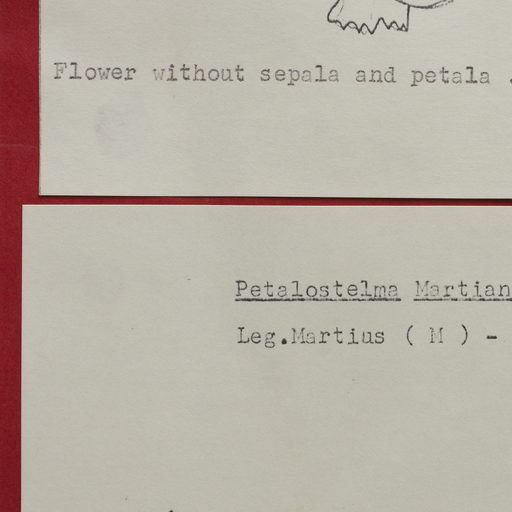 Flower without sepala and petala .
Petalostelma Martian
Leg.Martius ( M ) -